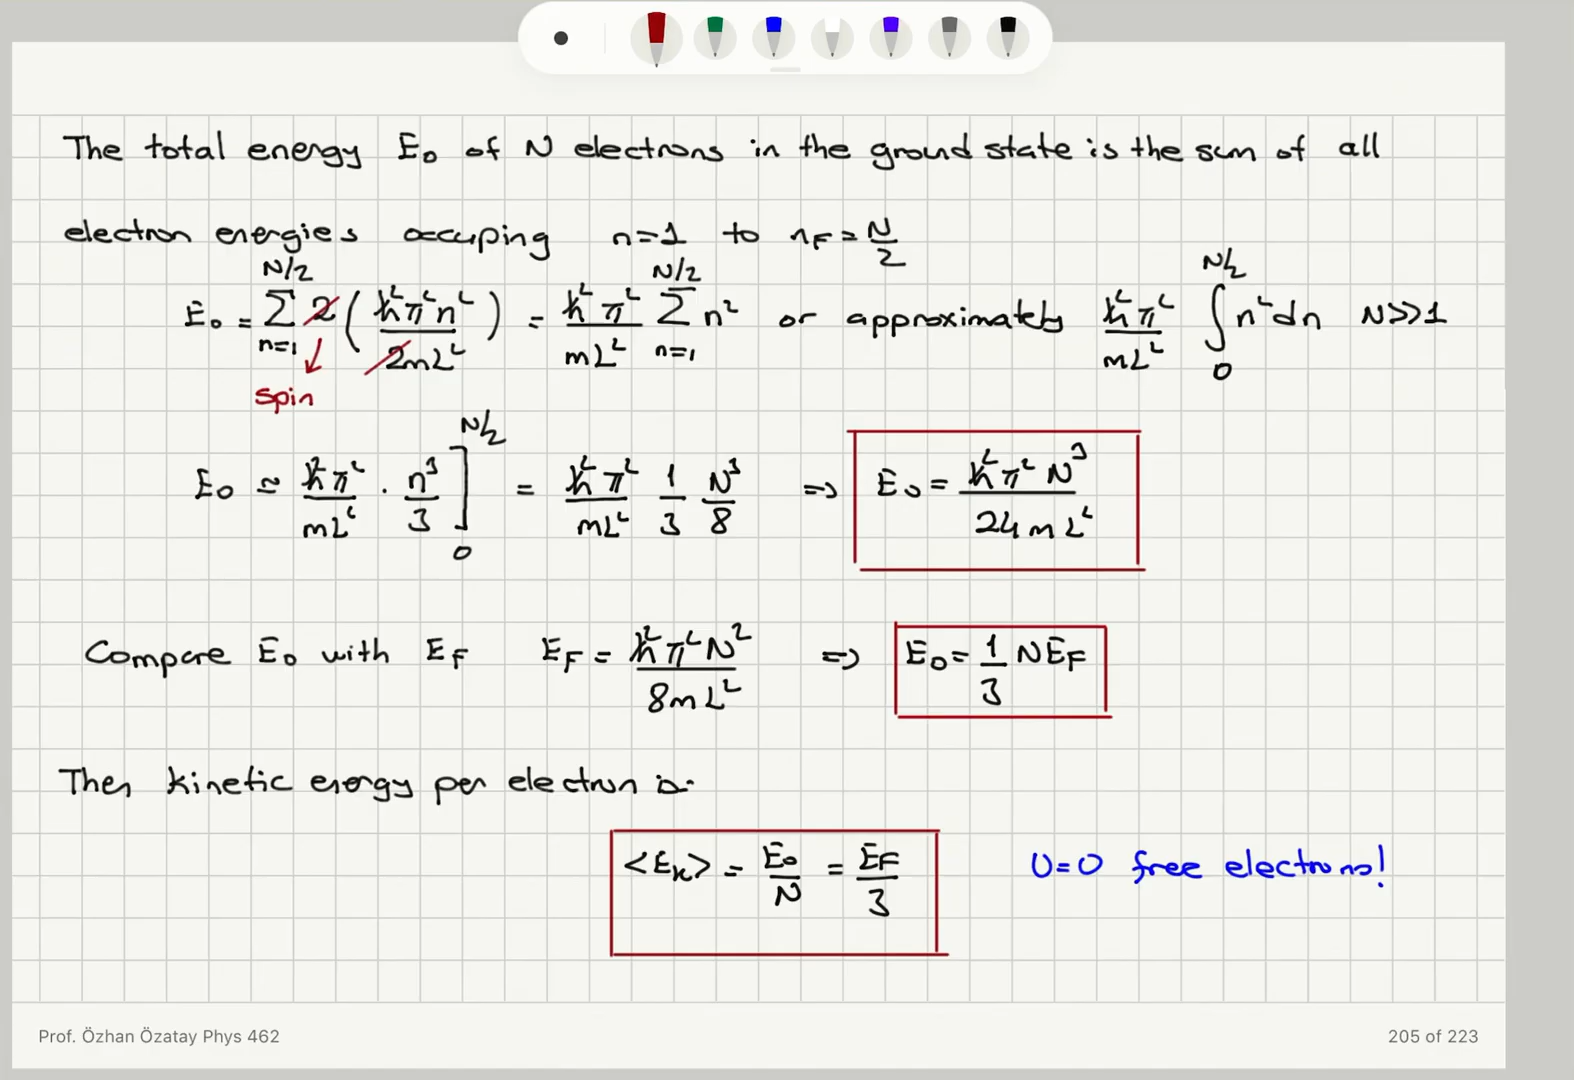 The total energy E₀ of N electrons in the ground state is the sum of all
electron energies occuping n=1 to n_F = N/2
E₀ = Σ_{n=1}^{N/2} 2 (ħ²π²n² / 2mL²) = ħ²π²/mL² Σ_{n=1}^{N/2} n² or approximately ħ²π²/mL² ∫₀^{N/2} n²dn N>>1
spin
E₀ ≈ ħ²π²/mL² · n³/3 ]₀^{N/2} = ħ²π²/mL² 1/3 N³/8 => E₀ = ħ²π²N³/24mL²
Compare E₀ with E_F E_F = ħ²π²N²/8mL² => E₀ = 1/3 NE_F
Then kinetic energy per electron is:
<E_k> = E₀/N = E_F/3 U=0 free electrons!
Prof. Özhan Özatay Phys 462 205 of 223